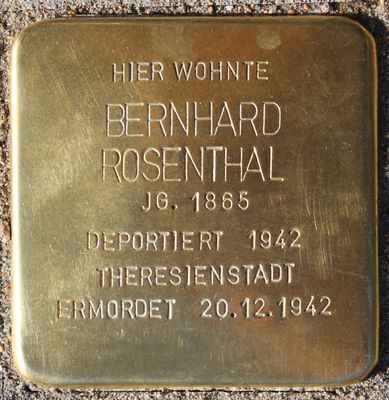 HIER WOHNTE
BERNHARD
ROSENTHAL
JG. 1865
DEPORTIERT 1942
THERESIENSTADT
ERMORDET 20.12.1942